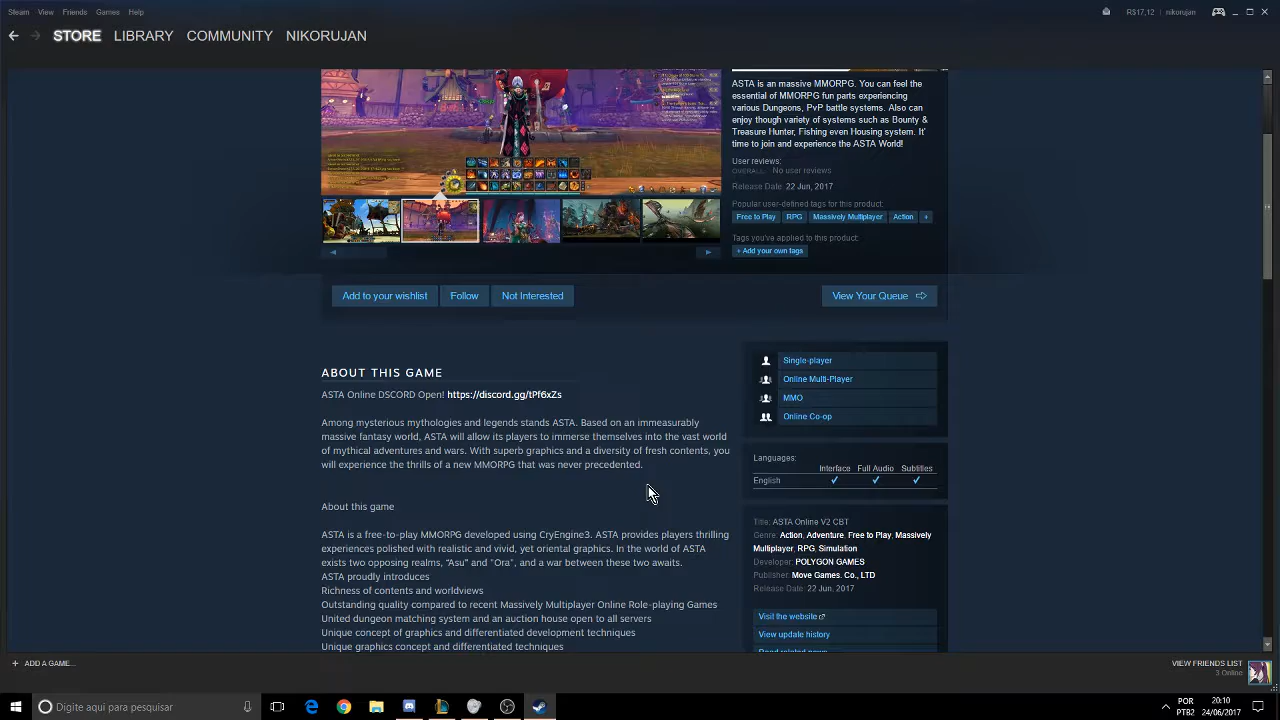 Steam View Friends Games Help
R$17,12 nikorujan
STORE LIBRARY COMMUNITY NIKORUJAN
ASTA is an massive MMORPG. You can feel the
essential of MMORPG fun parts experiencing
various Dungeons, PvP battle systems. Also can
enjoy though variety of systems such as Bounty &
Treasure Hunter, Fishing even Housing system. It'
time to join and experience the ASTA World!
User reviews:
OVERALL: No user reviews
Release Date: 22 Jun, 2017
Popular user-defined tags for this product:
Free to Play RPG Massively Multiplayer Action +
Tags you've applied to this product:
+ Add your own tags
Add to your wishlist Follow Not Interested View Your Queue
ABOUT THIS GAME
ASTA Online DSCORD Open! https://discord.gg/tPf6xZs
Among mysterious mythologies and legends stands ASTA. Based on an immeasurably
massive fantasy world, ASTA will allow its players to immerse themselves into the vast world
of mythical adventures and wars. With superb graphics and a diversity of fresh contents, you
will experience the thrills of a new MMORPG that was never precedented.
About this game
ASTA is a free-to-play MMORPG developed using CryEngine3. ASTA provides players thrilling
experiences polished with realistic and vivid, yet oriental graphics. In the world of ASTA
exists two opposing realms, "Asu" and "Ora", and a war between these two awaits.
ASTA proudly introduces
Richness of contents and worldviews
Outstanding quality compared to recent Massively Multiplayer Online Role-playing Games
United dungeon matching system and an auction house open to all servers
Unique concept of graphics and differentiated development techniques
Unique graphics concept and differentiated techniques
Single-player
Online Multi-Player
MMO
Online Co-op
Languages:
Interface Full Audio Subtitles
English ✓ ✓ ✓
Title: ASTA Online V2 CBT
Genre: Action, Adventure, Free to Play, Massively
Multiplayer, RPG, Simulation
Developer: POLYGON GAMES
Publisher: Move Games. Co., LTD
Release Date: 22 Jun, 2017
Visit the website
View update history
Read related news
+ ADD A GAME...
VIEW FRIENDS LIST
3 Online
Digite aqui para pesquisar
POR
PTB2
20:10
24/06/2017